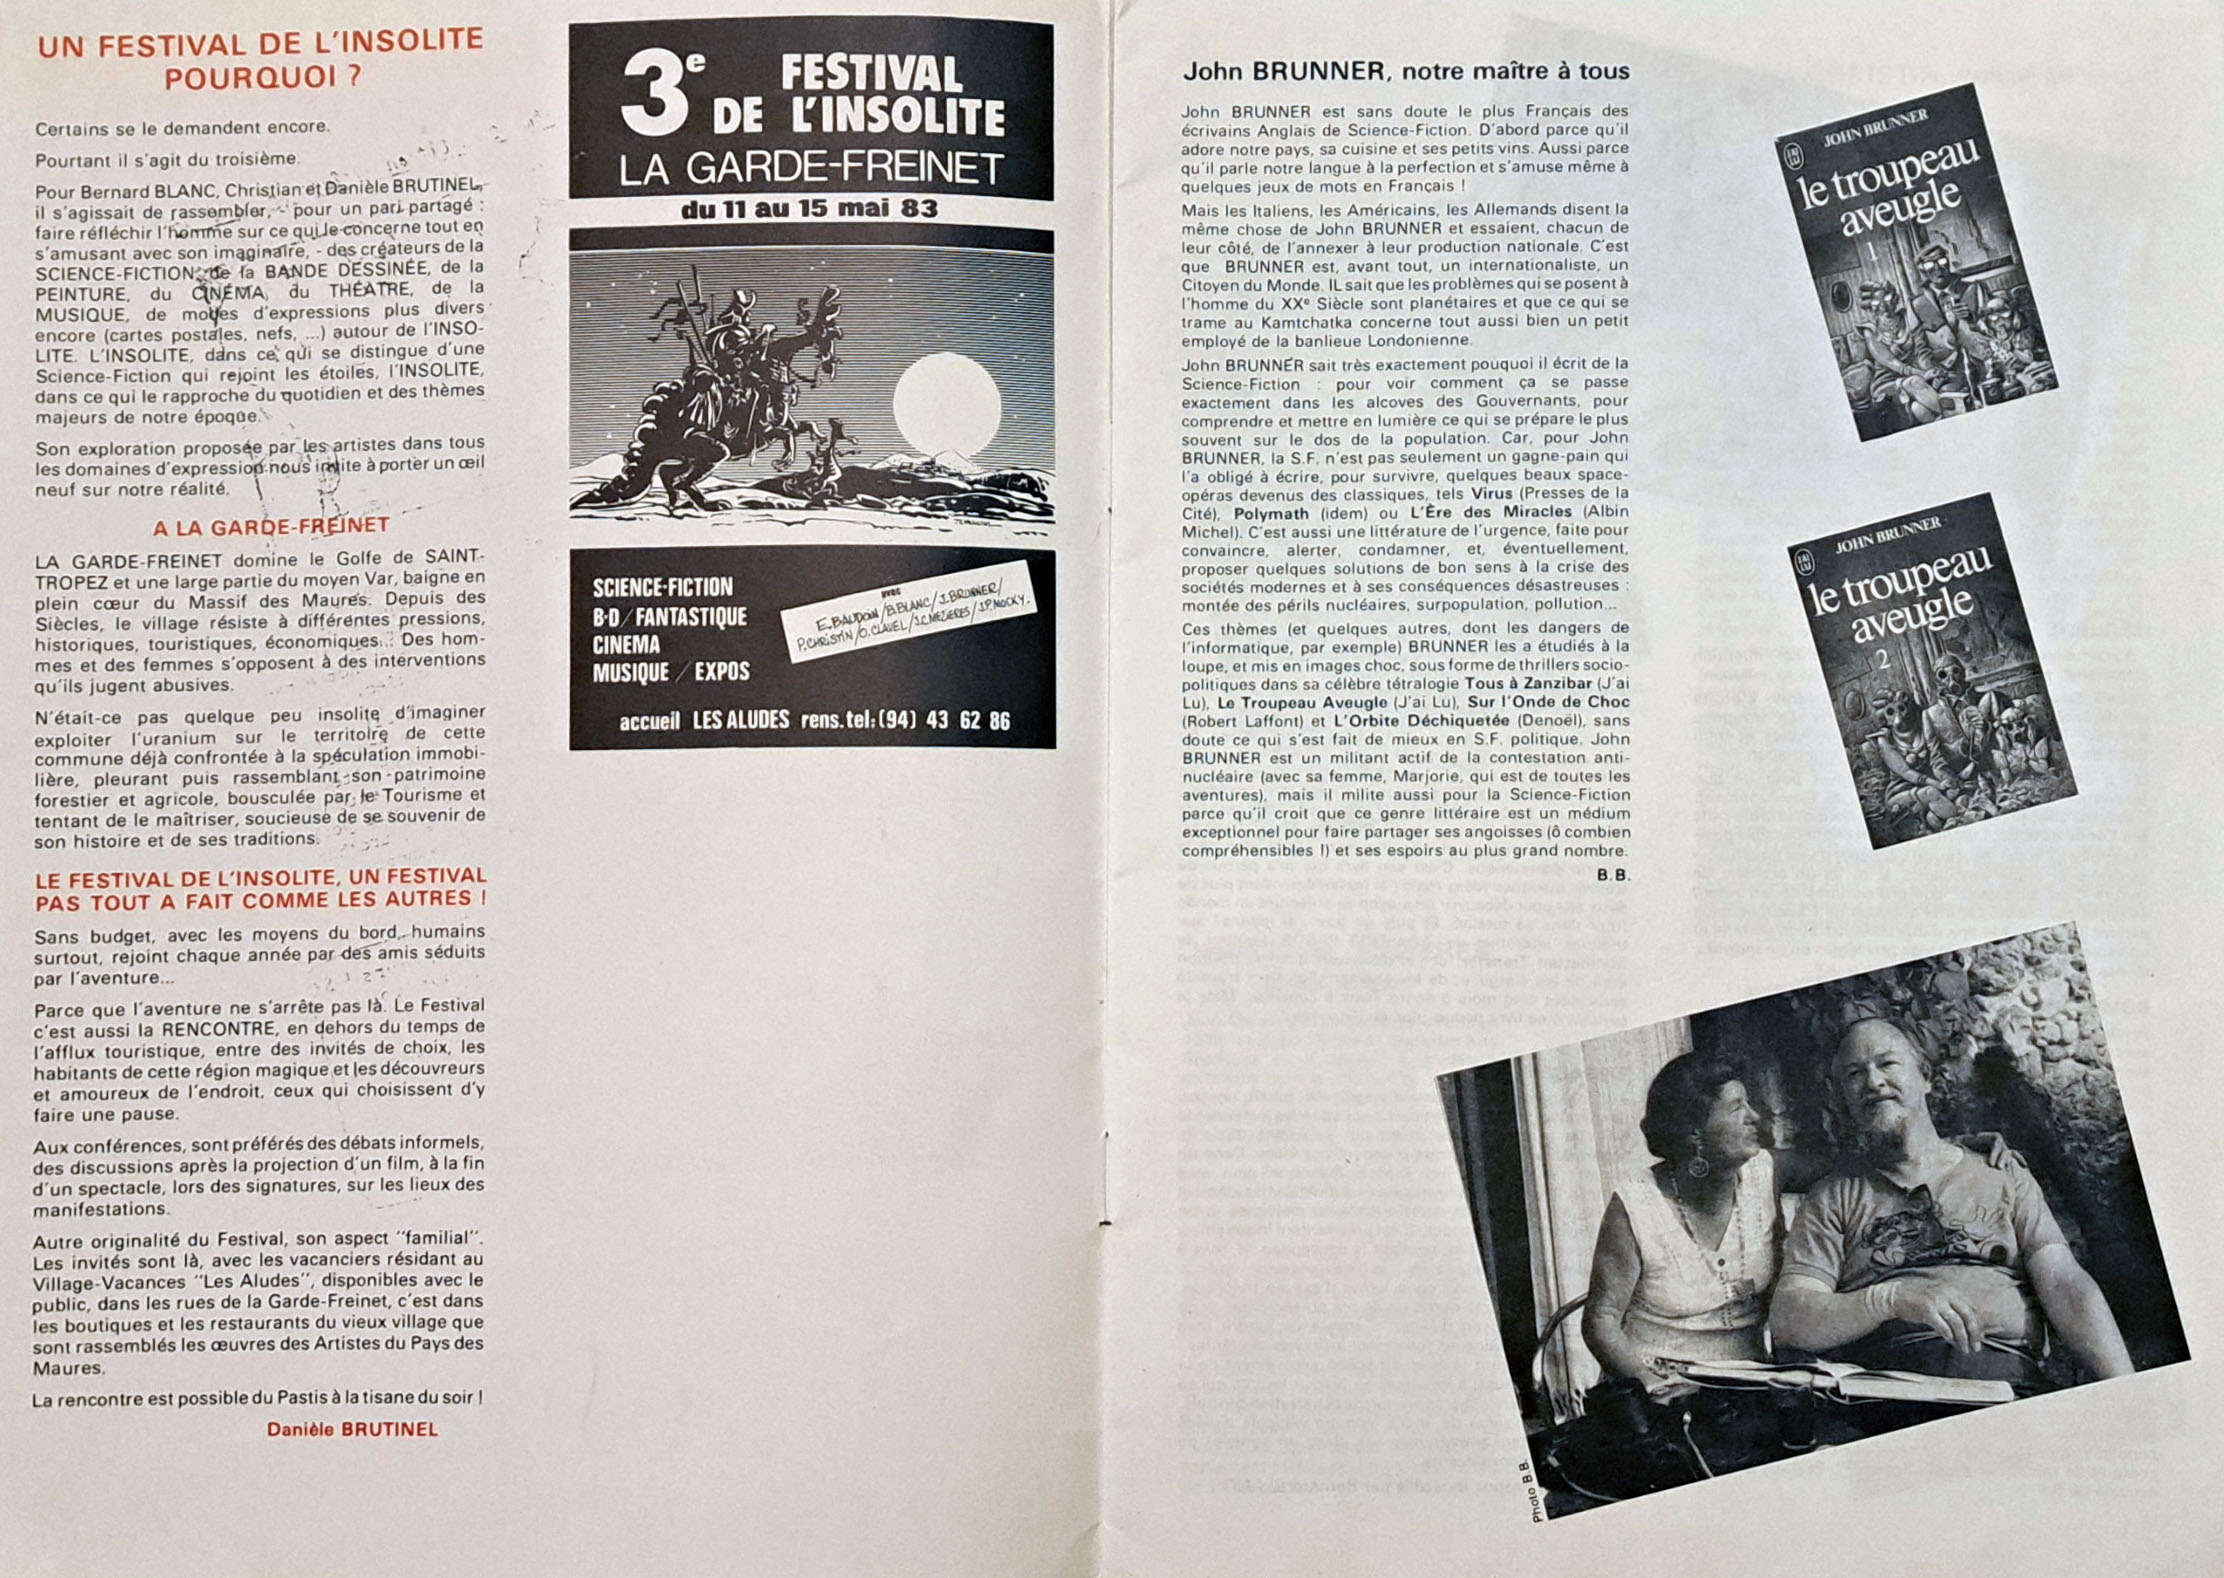 UN FESTIVAL DE L'INSOLITE
POURQUOI ?
Certains se le demandent encore.
Pourtant il s'agit du troisième.
Pour Bernard BLANC, Christian et Danièle BRUTINEL,
il s'agissait de rassembler, - pour un pari partagé :
faire réfléchir l'homme sur ce qui le concerne tout en
s'amusant avec son imaginaire, - des créateurs de la
SCIENCE-FICTION, de la BANDE DESSINÉE, de la
PEINTURE, du CINÉMA, du THÉATRE, de la
MUSIQUE, de moyes d'expressions plus divers
encore (cartes postales, nefs, ...) autour de l'INSO-
LITE. L'INSOLITE, dans ce qui se distingue d'une
Science-Fiction qui rejoint les étoiles, l'INSOLITE,
dans ce qui le rapproche du quotidien et des thèmes
majeurs de notre époque.
Son exploration proposée par les artistes dans tous
les domaines d'expression nous invite à porter un œil
neuf sur notre réalité.
A LA GARDE-FREINET
LA GARDE-FREINET domine le Golfe de SAINT-
TROPEZ et une large partie du moyen Var, baigne en
plein cœur du Massif des Maures. Depuis des
Siècles, le village résiste à différentes pressions,
historiques, touristiques, économiques... Des hom-
mes et des femmes s'opposent à des interventions
qu'ils jugent abusives.
N'était-ce pas quelque peu insolite d'imaginer
exploiter l'uranium sur le territoire de cette
commune déjà confrontée à la spéculation immobi-
lière, pleurant puis rassemblant son patrimoine
forestier et agricole, bousculée par le Tourisme et
tentant de le maîtriser, soucieuse de se souvenir de
son histoire et de ses traditions.
LE FESTIVAL DE L'INSOLITE, UN FESTIVAL
PAS TOUT A FAIT COMME LES AUTRES !
Sans budget, avec les moyens du bord, humains
surtout, rejoint chaque année par des amis séduits
par l'aventure...
Parce que l'aventure ne s'arrête pas là. Le Festival
c'est aussi la RENCONTRE, en dehors du temps de
l'afflux touristique, entre des invités de choix, les
habitants de cette région magique et les découvreurs
et amoureux de l'endroit, ceux qui choisissent d'y
faire une pause.
Aux conférences, sont préférés des débats informels,
des discussions après la projection d'un film, à la fin
d'un spectacle, lors des signatures, sur les lieux des
manifestations.
Autre originalité du Festival, son aspect "familial".
Les invités sont là, avec les vacanciers résidant au
Village-Vacances "Les Aludes", disponibles avec le
public, dans les rues de la Garde-Freinet, c'est dans
les boutiques et les restaurants du vieux village que
sont rassemblés les œuvres des Artistes du Pays des
Maures.
La rencontre est possible du Pastis à la tisane du soir !
Danièle BRUTINEL
3e FESTIVAL
DE L'INSOLITE
LA GARDE-FREINET
du 11 au 15 mai 83
SCIENCE-FICTION
B·D / FANTASTIQUE
CINEMA
MUSIQUE / EXPOS
avec
E. BAUDOIN / B. BLANC / J. BRUNNER /
P. CHRISTIN / O. CLAVEL / J.C. MEZIERES / J.P. MOCKY.
accueil LES ALUDES rens. tel: (94) 43 62 86
John BRUNNER, notre maître à tous
John BRUNNER est sans doute le plus Français des
écrivains Anglais de Science-Fiction. D'abord parce qu'il
adore notre pays, sa cuisine et ses petits vins. Aussi parce
qu'il parle notre langue à la perfection et s'amuse même à
quelques jeux de mots en Français !
Mais les Italiens, les Américains, les Allemands disent la
même chose de John BRUNNER et essaient, chacun de
leur côté, de l'annexer à leur production nationale. C'est
que BRUNNER est, avant tout, un internationaliste, un
Citoyen du Monde. IL sait que les problèmes qui se posent à
l'homme du XXe Siècle sont planétaires et que ce qui se
trame au Kamtchatka concerne tout aussi bien un petit
employé de la banlieue Londonienne.
John BRUNNER sait très exactement pouquoi il écrit de la
Science-Fiction : pour voir comment ça se passe
exactement dans les alcoves des Gouvernants, pour
comprendre et mettre en lumière ce qui se prépare le plus
souvent sur le dos de la population. Car, pour John
BRUNNER, la S.F. n'est pas seulement un gagne-pain qui
l'a obligé à écrire, pour survivre, quelques beaux space-
opéras devenus des classiques, tels Virus (Presses de la
Cité), Polymath (idem) ou L'Ère des Miracles (Albin
Michel). C'est aussi une littérature de l'urgence, faite pour
convaincre, alerter, condamner, et, éventuellement,
proposer quelques solutions de bon sens à la crise des
sociétés modernes et à ses conséquences désastreuses :
montée des périls nucléaires, surpopulation, pollution...
Ces thèmes (et quelques autres, dont les dangers de
l'informatique, par exemple) BRUNNER les a étudiés à la
loupe, et mis en images choc, sous forme de thrillers socio-
politiques dans sa célèbre tétralogie Tous à Zanzibar (J'ai
Lu), Le Troupeau Aveugle (J'ai Lu), Sur l'Onde de Choc
(Robert Laffont) et L'Orbite Déchiquetée (Denoël), sans
doute ce qui s'est fait de mieux en S.F. politique. John
BRUNNER est un militant actif de la contestation anti-
nucléaire (avec sa femme, Marjorie, qui est de toutes les
aventures), mais il milite aussi pour la Science-Fiction
parce qu'il croit que ce genre littéraire est un médium
exceptionnel pour faire partager ses angoisses (ô combien
compréhensibles !) et ses espoirs au plus grand nombre.
B.B.
J'AI LU
JOHN BRUNNER
le troupeau
aveugle
1
J'AI LU
JOHN BRUNNER
le troupeau
aveugle
2
Photo B.B.